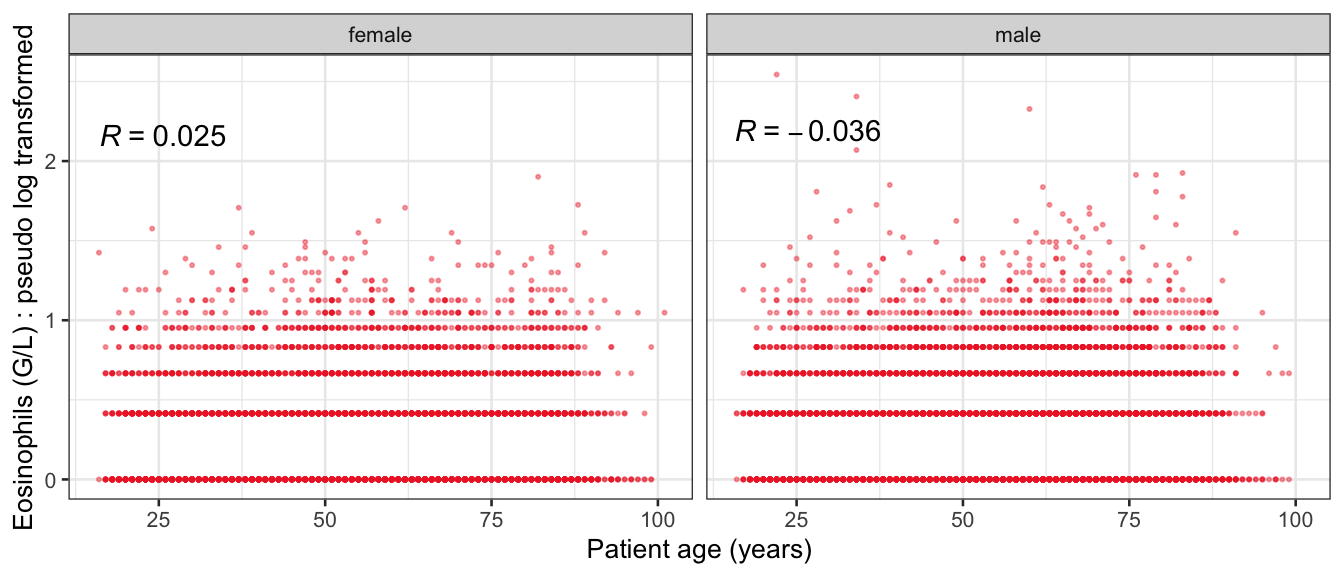 female male
Eosinophils (G/L) : pseudo log transformed
R = 0.025
R = −0.036
2
1
0
25 50 75 100 25 50 75 100
Patient age (years)